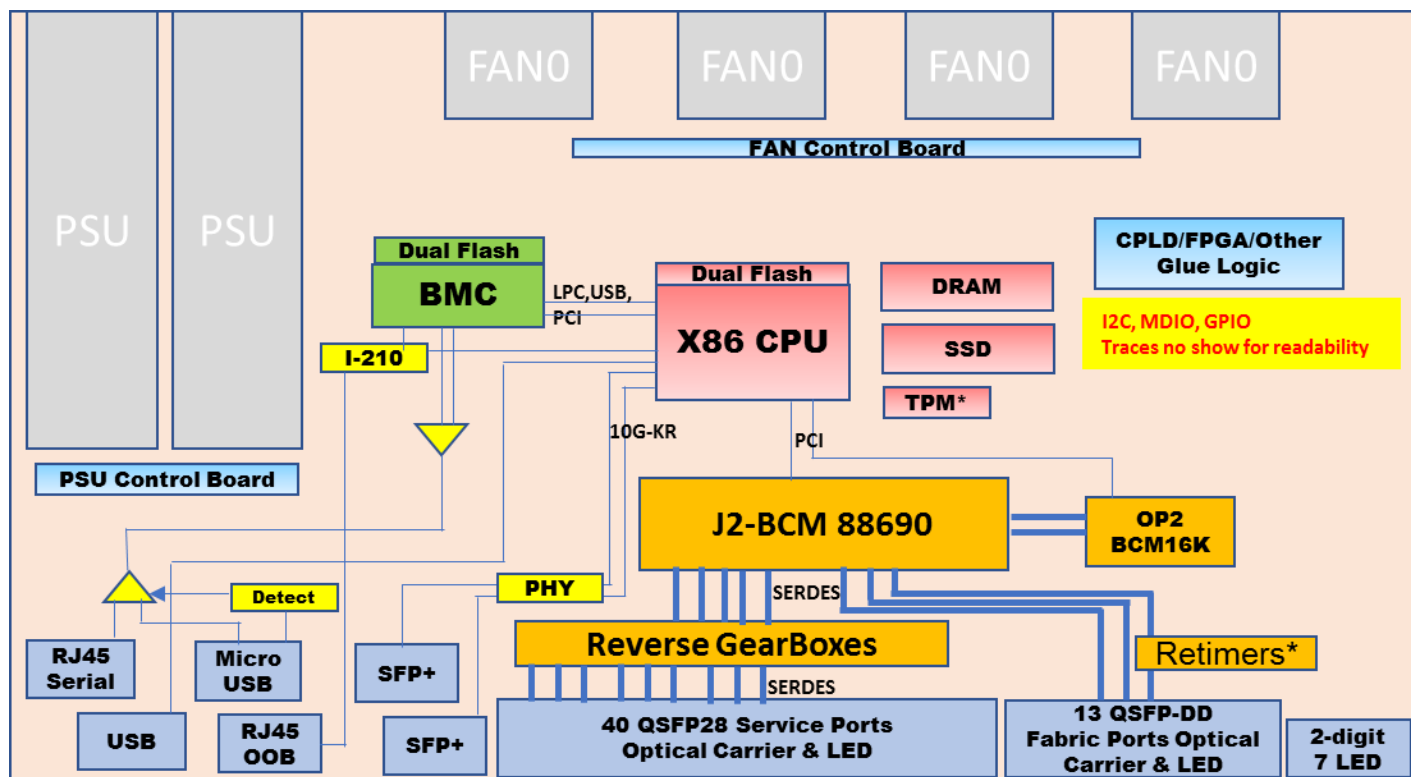 FAN0
FAN0
FAN0
FAN0
FAN Control Board
PSU
PSU
Dual Flash
BMC
LPC,USB,
PCI
Dual Flash
X86 CPU
DRAM
SSD
TPM*
CPLD/FPGA/Other
Glue Logic
I2C, MDIO, GPIO
Traces no show for readability
I-210
10G-KR
PCI
PSU Control Board
J2-BCM 88690
OP2
BCM16K
Detect
PHY
SERDES
Reverse GearBoxes
Retimers*
RJ45
Serial
Micro
USB
SFP+
SERDES
USB
RJ45
OOB
SFP+
40 QSFP28 Service Ports
Optical Carrier & LED
13 QSFP-DD
Fabric Ports Optical
Carrier & LED
2-digit
7 LED